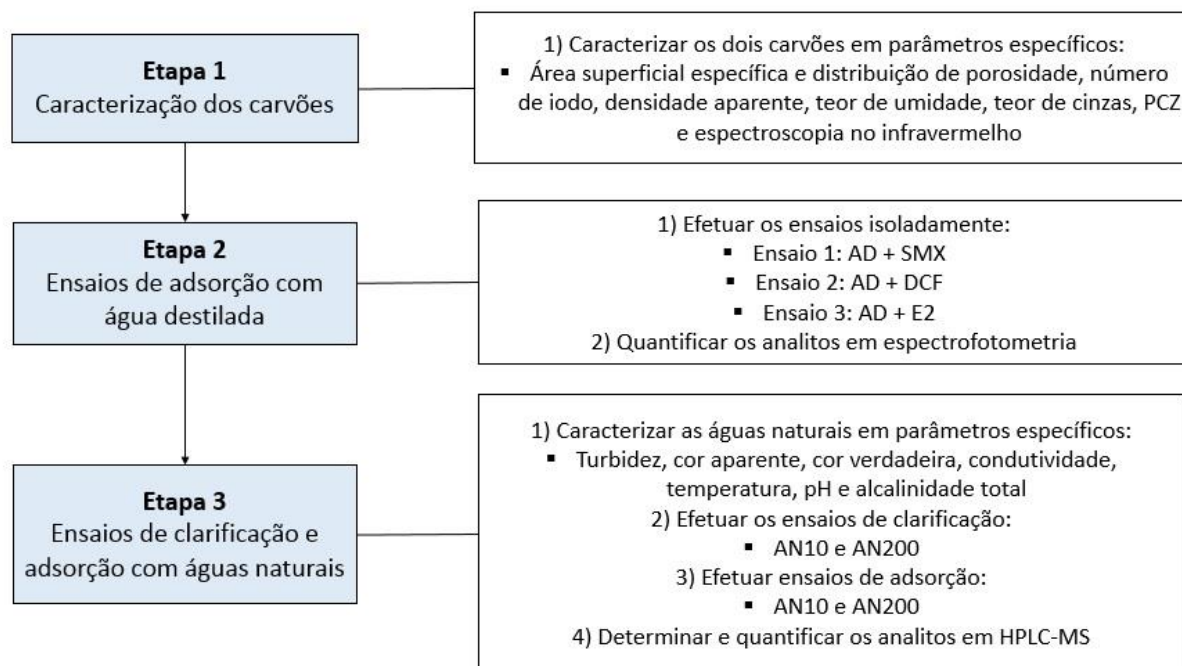 Etapa 1
Caracterização dos carvões
1) Caracterizar os dois carvões em parâmetros específicos:
▪ Área superficial específica e distribuição de porosidade, número
de iodo, densidade aparente, teor de umidade, teor de cinzas, PCZ
e espectroscopia no infravermelho
Etapa 2
Ensaios de adsorção com
água destilada
1) Efetuar os ensaios isoladamente:
▪ Ensaio 1: AD + SMX
▪ Ensaio 2: AD + DCF
▪ Ensaio 3: AD + E2
2) Quantificar os analitos em espectrofotometria
Etapa 3
Ensaios de clarificação e
adsorção com águas naturais
1) Caracterizar as águas naturais em parâmetros específicos:
▪ Turbidez, cor aparente, cor verdadeira, condutividade,
temperatura, pH e alcalinidade total
2) Efetuar os ensaios de clarificação:
▪ AN10 e AN200
3) Efetuar ensaios de adsorção:
▪ AN10 e AN200
4) Determinar e quantificar os analitos em HPLC-MS